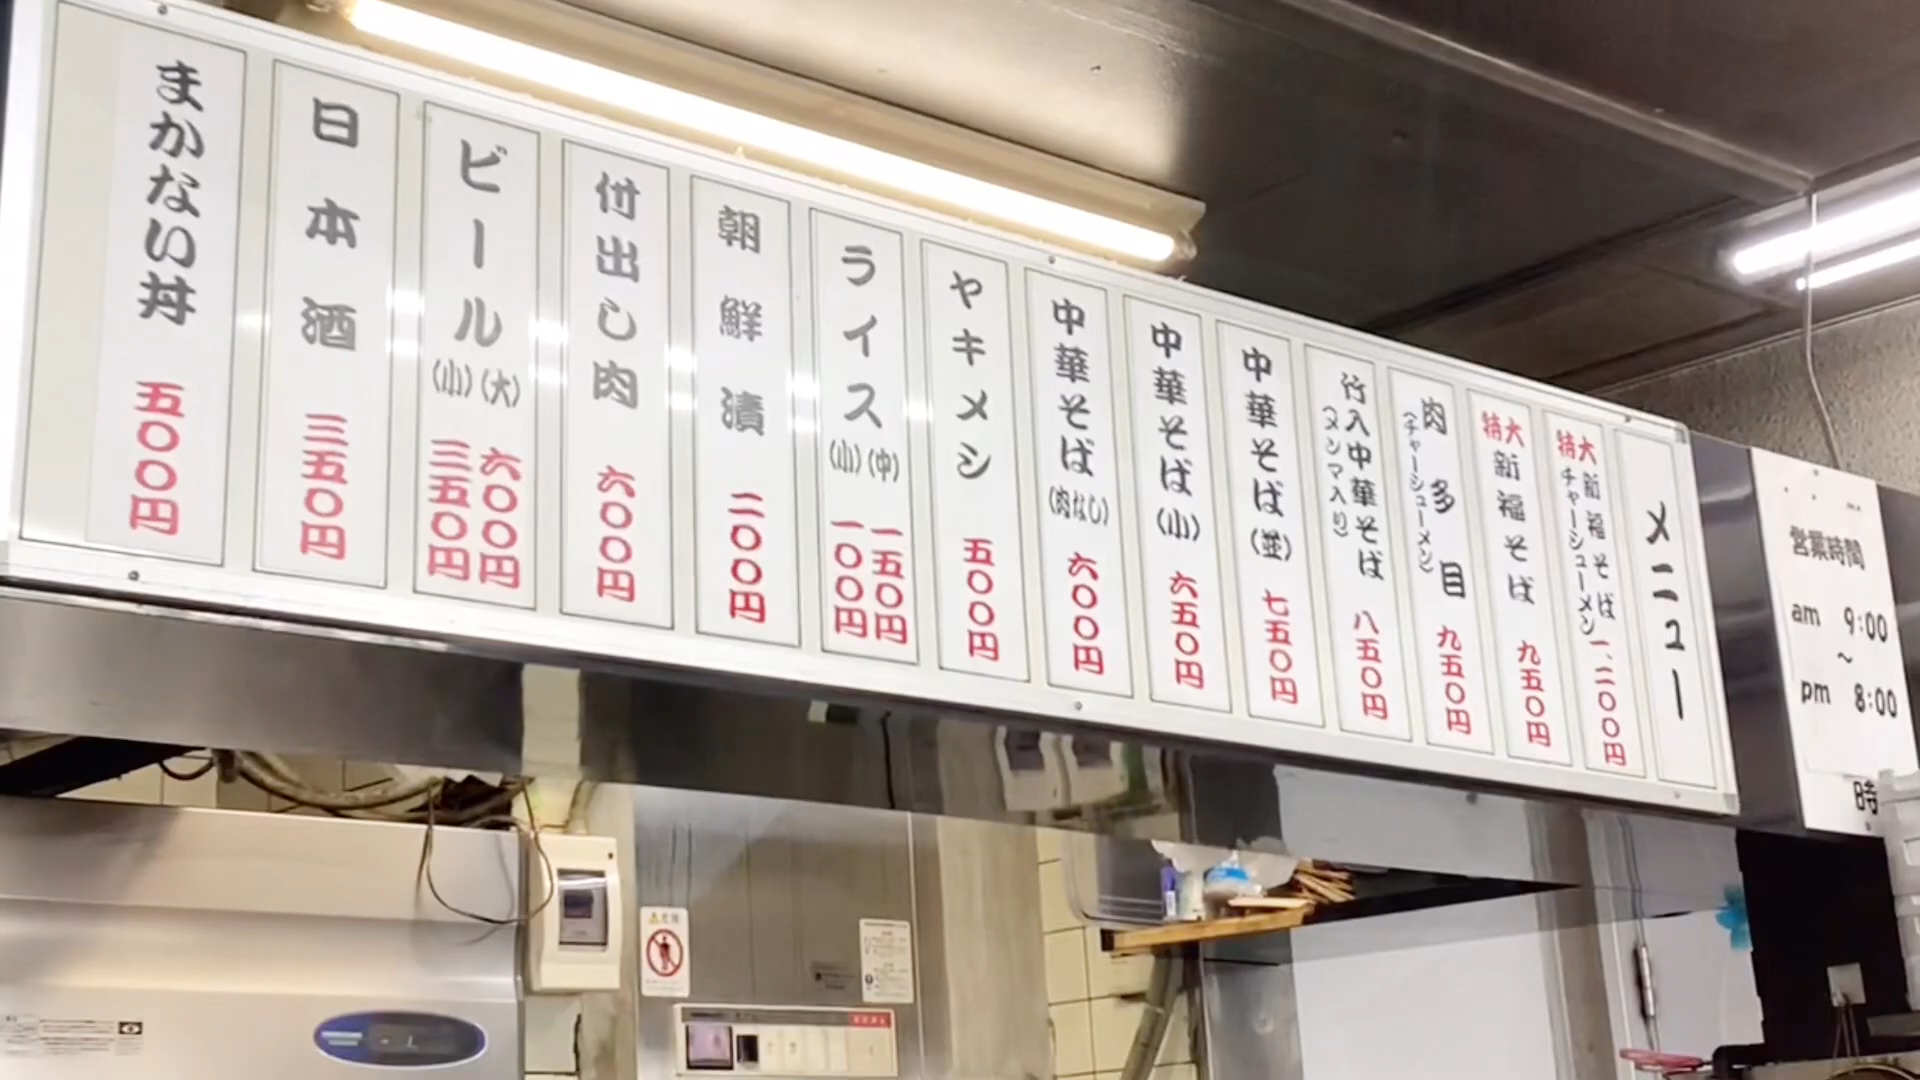 メニュー
特大新福そば
チャーシューメン
一、二〇〇円
特大新福そば
九五〇円
肉多目
(チャーシューメン)
九五〇円
竹入中華そば
(メンマ入り)
八五〇円
中華そば(並)
七五〇円
中華そば(小)
六五〇円
中華そば(肉なし)
六〇〇円
ヤキメシ
五〇〇円
ライス(中)
一五〇円
(小)
一〇〇円
朝鮮漬
二〇〇円
付出し肉
六〇〇円
ビール(大)
六〇〇円
(小)
三五〇円
日本酒
三五〇円
まかない丼
五〇〇円
営業時間
am 9:00
~
pm 8:00